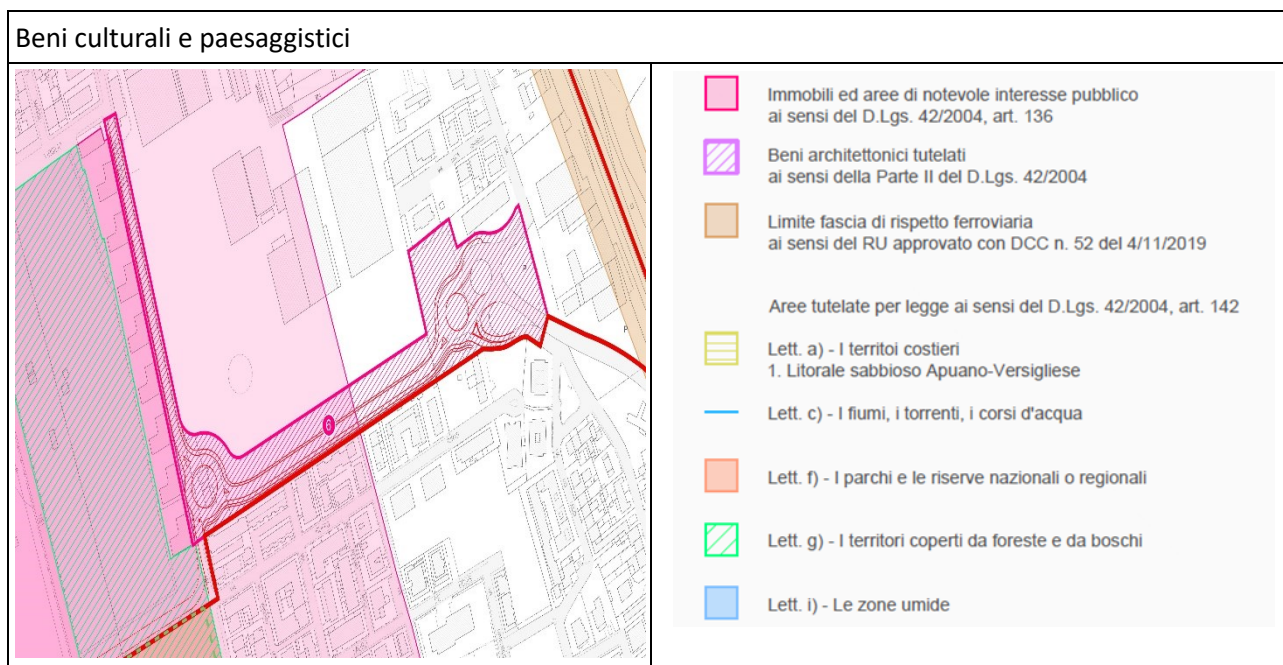 Beni culturali e paesaggistici
6
Immobili ed aree di notevole interesse pubblico
ai sensi del D.Lgs. 42/2004, art. 136
Beni architettonici tutelati
ai sensi della Parte II del D.Lgs. 42/2004
Limite fascia di rispetto ferroviaria
ai sensi del RU approvato con DCC n. 52 del 4/11/2019
Aree tutelate per legge ai sensi del D.Lgs. 42/2004, art. 142
Lett. a) - I territoi costieri
1. Litorale sabbioso Apuano-Versigliese
Lett. c) - I fiumi, i torrenti, i corsi d'acqua
Lett. f) - I parchi e le riserve nazionali o regionali
Lett. g) - I territori coperti da foreste e da boschi
Lett. i) - Le zone umide